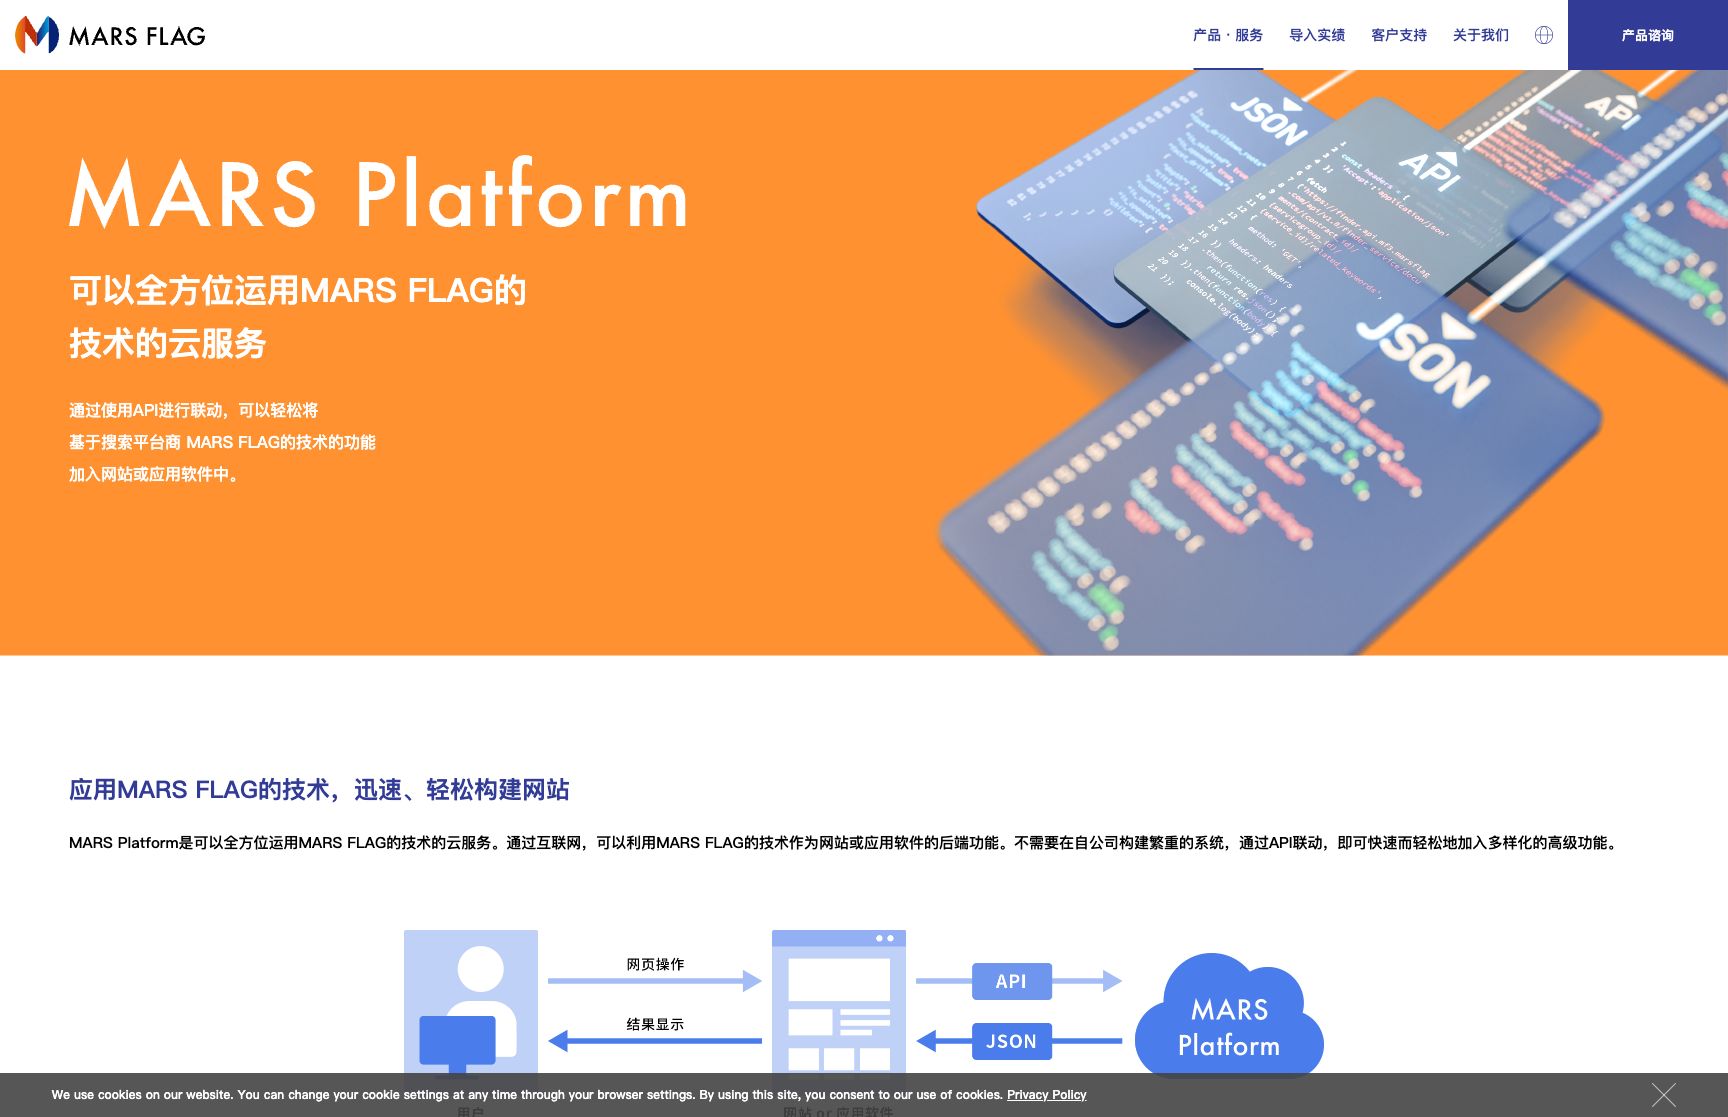 MARS FLAG
产品・服务
导入实绩
客户支持
关于我们
产品谘询
MARS Platform
可以全方位运用MARS FLAG的
技术的云服务
通过使用API进行联动，可以轻松将
基于搜索平台商 MARS FLAG的技术的功能
加入网站或应用软件中。
JSON
API
API
JSON
应用MARS FLAG的技术，迅速、轻松构建网站
MARS Platform是可以全方位运用MARS FLAG的技术的云服务。通过互联网，可以利用MARS FLAG的技术作为网站或应用软件的后端功能。不需要在自公司构建繁重的系统，通过API联动，即可快速而轻松地加入多样化的高级功能。
网页操作
结果显示
API
JSON
MARS
Platform
用户
网站 or 应用软件
We use cookies on our website. You can change your cookie settings at any time through your browser settings. By using this site, you consent to our use of cookies. Privacy Policy